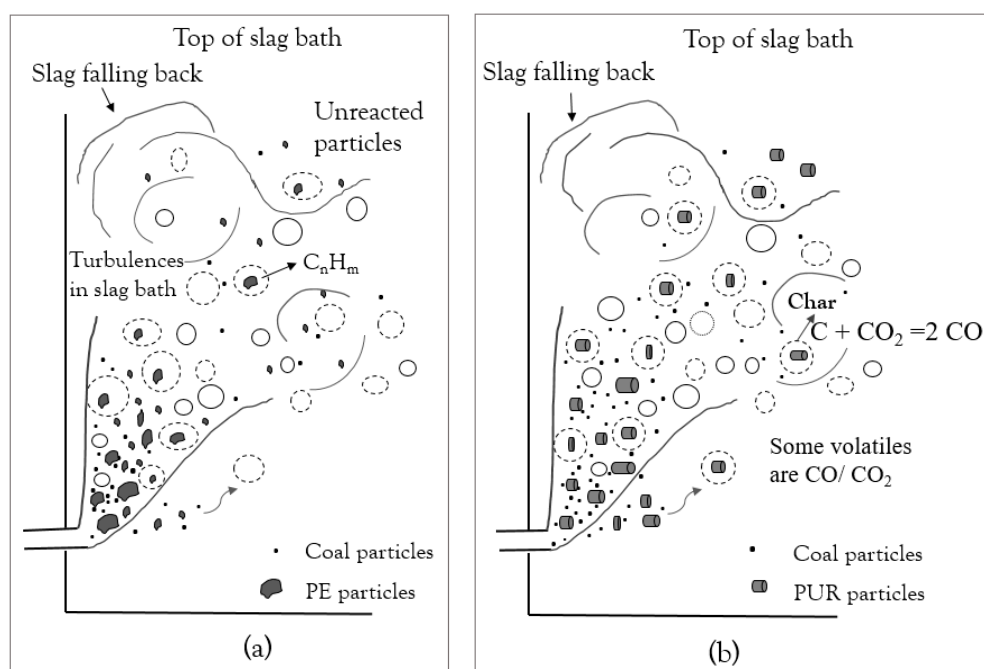 Top of slag bath
Slag falling back
Unreacted
particles
Turbulences
in slag bath
CₙHₘ
Coal particles
PE particles
(a)
Top of slag bath
Slag falling back
Char
C + CO₂ =2 CO
Some volatiles
are CO/ CO₂
Coal particles
PUR particles
(b)